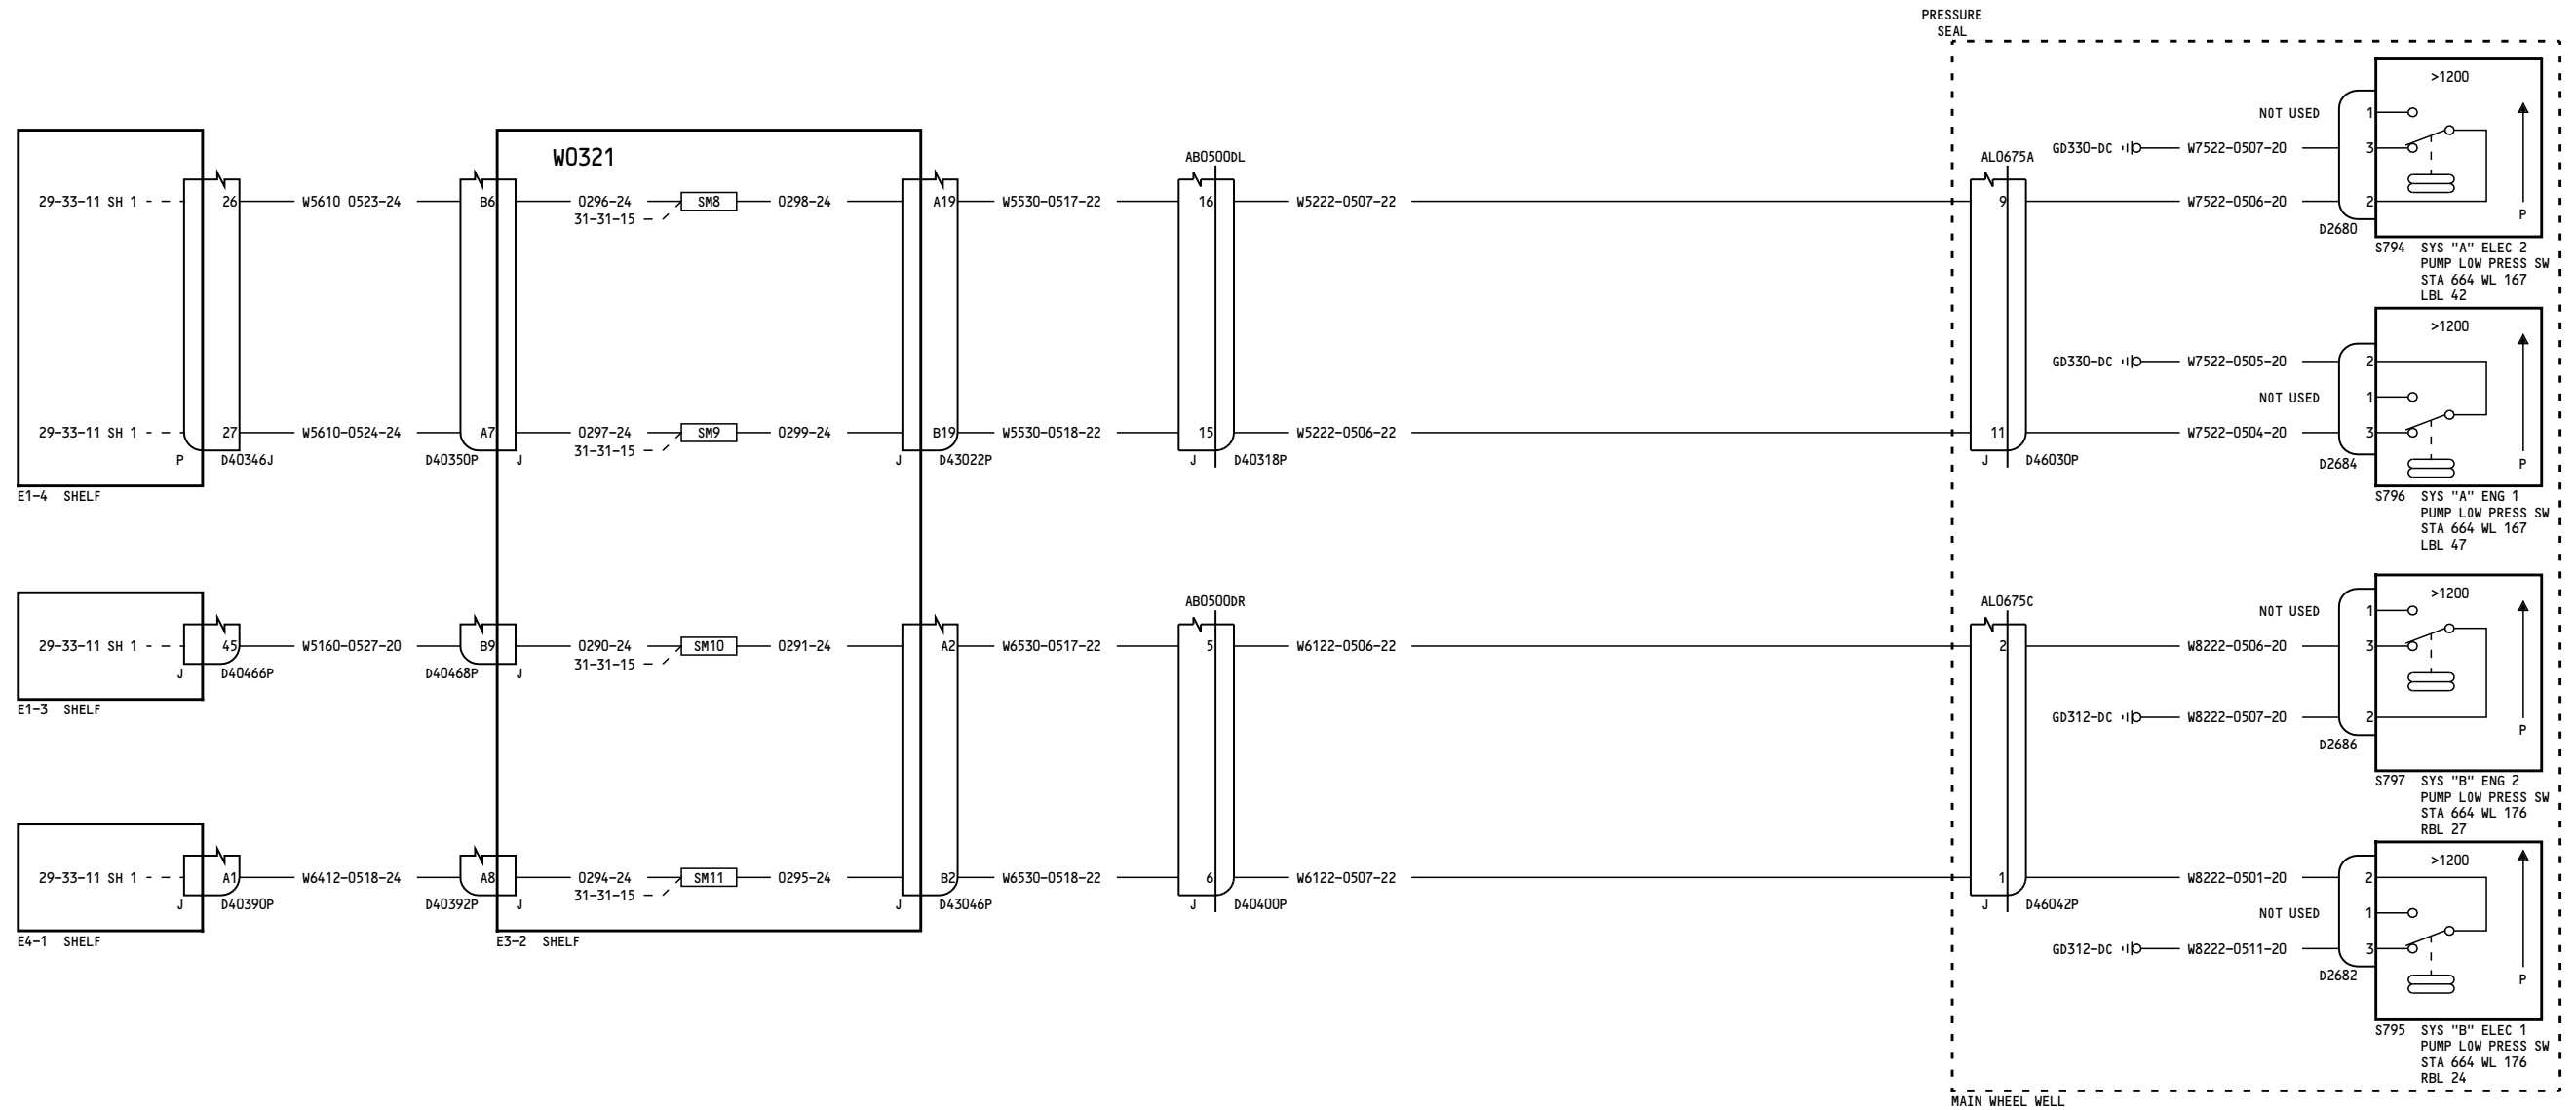 PRESSURE
SEAL
>1200
NOT USED
1
GD330-DC
W7522-0507-20
3
W7522-0506-20
2
P
D2680
S794 SYS "A" ELEC 2
PUMP LOW PRESS SW
STA 664 WL 167
LBL 42
W0321
AB0500DL
AL0675A
29-33-11 SH 1
26
W5610 0523-24
B6
0296-24
31-31-15
SM8
0298-24
A19
W5530-0517-22
16
W5222-0507-22
9
>1200
GD330-DC
W7522-0505-20
2
NOT USED
1
29-33-11 SH 1
27
W5610-0524-24
A7
0297-24
31-31-15
SM9
0299-24
B19
W5530-0518-22
15
W5222-0506-22
11
W7522-0504-20
3
P
P
D40346J
D40350P
J
J
D43022P
J
D40318P
J
D46030P
D2684
E1-4 SHELF
S796 SYS "A" ENG 1
PUMP LOW PRESS SW
STA 664 WL 167
LBL 47
AB0500DR
AL0675C
>1200
NOT USED
1
29-33-11 SH 1
45
W5160-0527-20
B9
0290-24
31-31-15
SM10
0291-24
A2
W6530-0517-22
5
W6122-0506-22
2
W8222-0506-20
3
J
D40466P
D40468P
J
E1-3 SHELF
GD312-DC
W8222-0507-20
2
P
D2686
S797 SYS "B" ENG 2
PUMP LOW PRESS SW
STA 664 WL 176
RBL 27
>1200
29-33-11 SH 1
A1
W6412-0518-24
A8
0294-24
31-31-15
SM11
0295-24
B2
W6530-0518-22
6
W6122-0507-22
1
W8222-0501-20
2
J
D40390P
D40392P
J
J
D43046P
J
D40400P
J
D46042P
NOT USED
1
E4-1 SHELF
E3-2 SHELF
GD312-DC
W8222-0511-20
3
P
D2682
S795 SYS "B" ELEC 1
PUMP LOW PRESS SW
STA 664 WL 176
RBL 24
MAIN WHEEL WELL